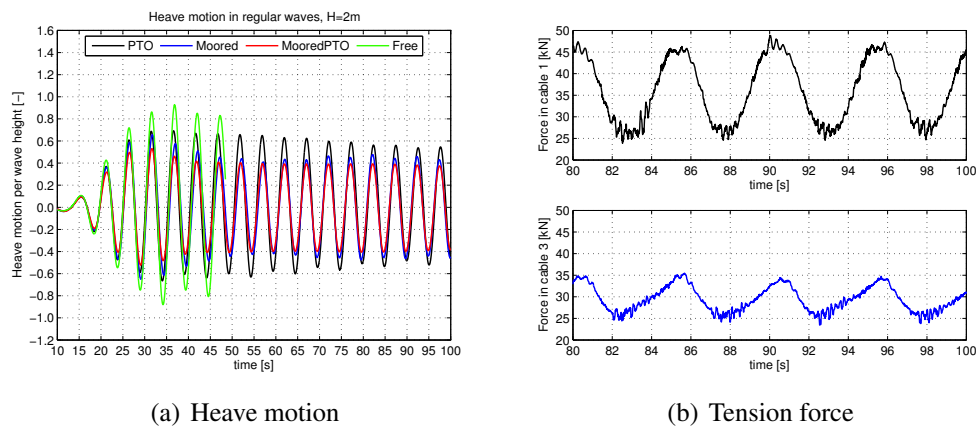 Heave motion in regular waves, H=2m
PTO Moored MooredPTO Free
Heave motion per wave height [−]
1.6
1.4
1.2
1.0
0.8
0.6
0.4
0.2
0.0
−0.2
−0.4
−0.6
−0.8
−1.0
−1.2
10 15 20 25 30 35 40 45 50 55 60 65 70 75 80 85 90 95 100
time [s]
(a) Heave motion
Force in cable 1 [kN]
50
45
40
35
30
25
20
80 82 84 86 88 90 92 94 96 98 100
time [s]
Force in cable 3 [kN]
50
45
40
35
30
25
20
80 82 84 86 88 90 92 94 96 98 100
time [s]
(b) Tension force